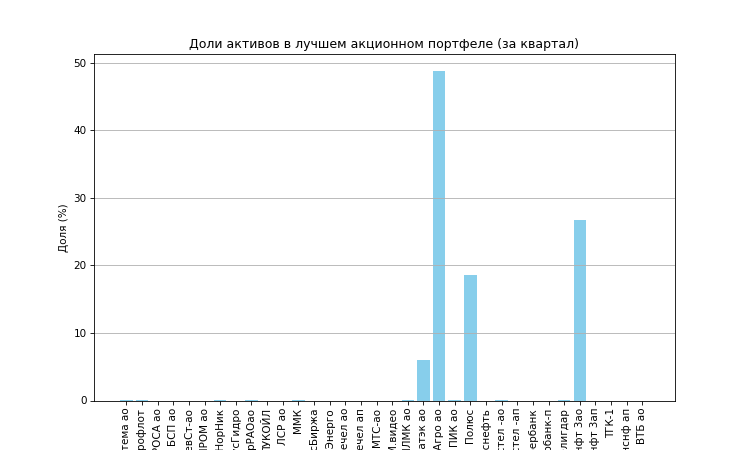 Доли активов в лучшем акционном портфеле (за квартал)
Доля (%)
50
40
30
20
10
0
тема ао
рофлот
РОСА ао
БСП ао
евСт-ао
ПРОМ ао
НорНик
сГидро
рРАОао
ЛУКОЙЛ
ЛСР ао
ММК
сБиржа
Энерго
ечел ао
ечел ап
МТС-ао
М.видео
ЛМК ао
атэк ао
Агро ао
ПИК ао
Полюс
снефть
стел -ао
стел -ап
ербанк
рбанк-п
лигдар
нфт 3ао
нфт 3ап
ТГК-1
нснф ап
ВТБ ао